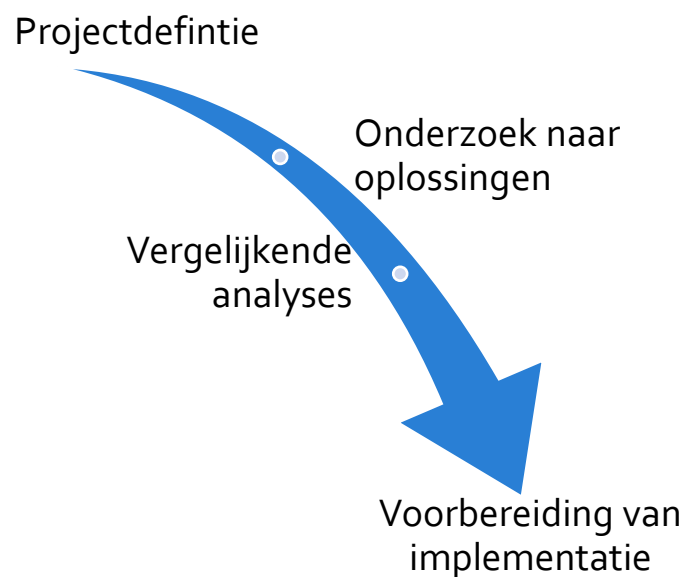 Projectdefintie
Onderzoek naar
oplossingen
Vergelijkende
analyses
Voorbereiding van
implementatie